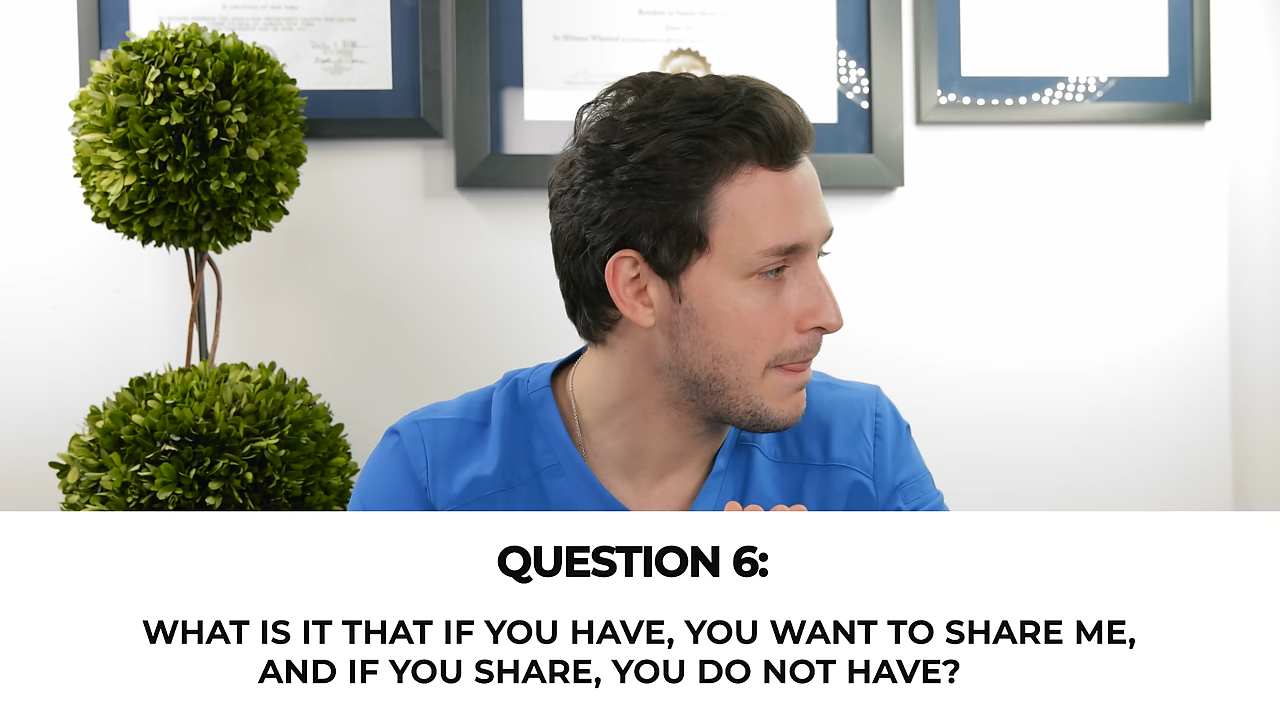 QUESTION 6:
WHAT IS IT THAT IF YOU HAVE, YOU WANT TO SHARE ME,
AND IF YOU SHARE, YOU DO NOT HAVE?